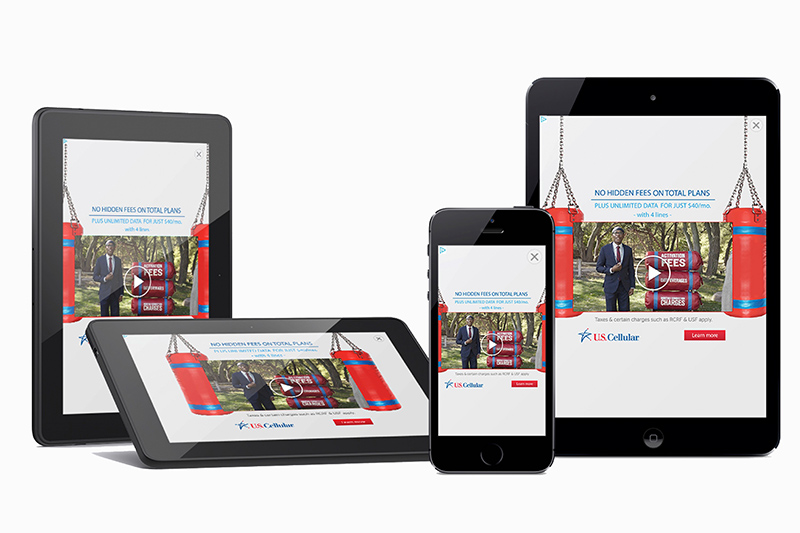 NO HIDDEN FEES ON TOTAL PLANS
PLUS UNLIMITED DATA FOR JUST $40/mo.
with 4 lines
ACTIVATION
FEES
CHARGES
NO HIDDEN FEES ON TOTAL PLANS
PLUS UNLIMITED DATA FOR JUST $40/mo.
- with 4 lines -
FEES
CHARGES
Taxes & certain charges such as RCRF & USF apply.
U.S. Cellular
Learn more
NO HIDDEN FEES ON TOTAL PLANS
PLUS UNLIMITED DATA FOR JUST $40/mo.
- with 4 lines -
FEES
CHARGES
Taxes & certain charges such as RCRF & USF apply.
U.S. Cellular
Learn more
NO HIDDEN FEES ON TOTAL PLANS
PLUS UNLIMITED DATA FOR JUST $40/mo.
- with 4 lines -
ACTIVATION
FEES
CHARGES
Taxes & certain charges such as RCRF & USF apply
U.S. Cellular
Learn more